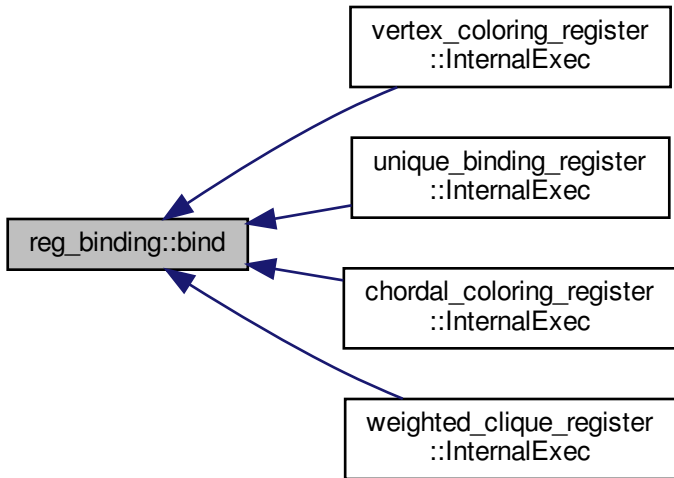 vertex_coloring_register
::InternalExec
unique_binding_register
::InternalExec
reg_binding::bind
chordal_coloring_register
::InternalExec
weighted_clique_register
::InternalExec